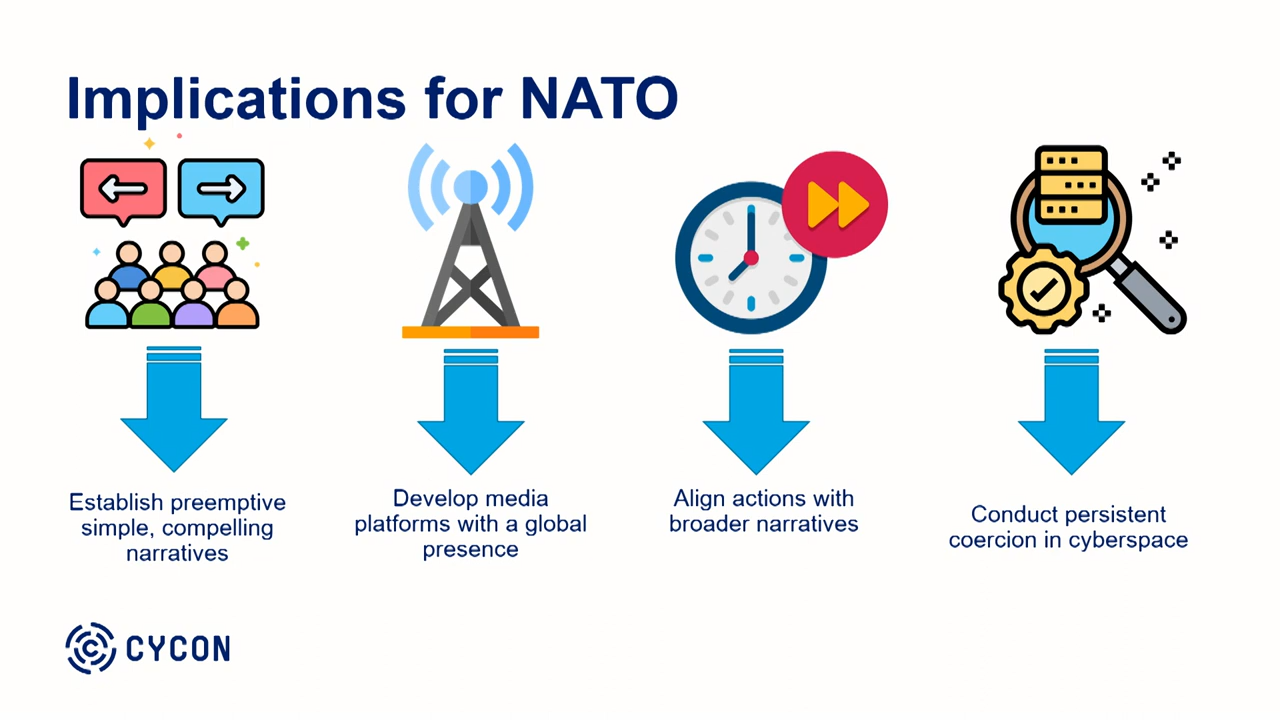 Implications for NATO
Establish preemptive
simple, compelling
narratives
Develop media
platforms with a global
presence
Align actions with
broader narratives
Conduct persistent
coercion in cyberspace
CYCON